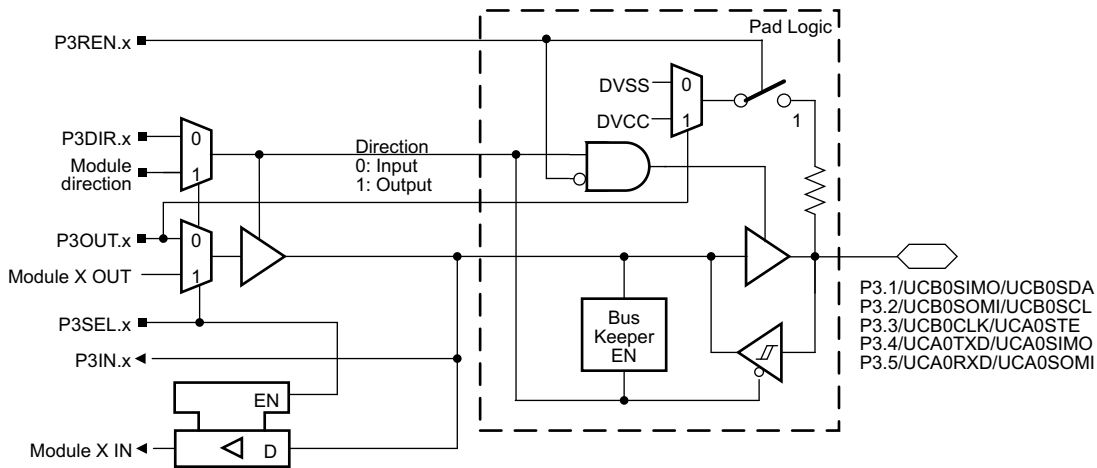 Pad Logic
P3REN.x
DVSS
0
DVCC
1
1
P3DIR.x
0
Module
direction
1
Direction
0: Input
1: Output
P3OUT.x
0
Module X OUT
1
P3SEL.x
P3IN.x
EN
Module X IN
D
Bus
Keeper
EN
P3.1/UCB0SIMO/UCB0SDA
P3.2/UCB0SOMI/UCB0SCL
P3.3/UCB0CLK/UCA0STE
P3.4/UCA0TXD/UCA0SIMO
P3.5/UCA0RXD/UCA0SOMI